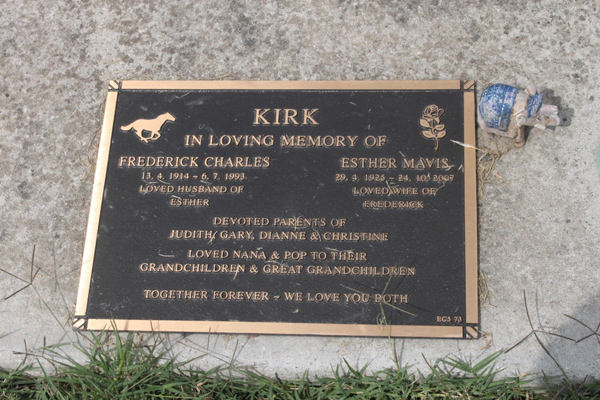 KIRK
IN LOVING MEMORY OF
FREDERICK CHARLES
13. 4. 1914 - 6. 7. 1993
LOVED HUSBAND OF
ESTHER
ESTHER MAVIS
29. 4. 1925 - 24. 10. 2007
LOVED WIFE OF
FREDERICK
DEVOTED PARENTS OF
JUDITH, GARY, DIANNE & CHRISTINE
LOVED NANA & POP TO THEIR
GRANDCHILDREN & GREAT GRANDCHILDREN
TOGETHER FOREVER - WE LOVE YOU BOTH